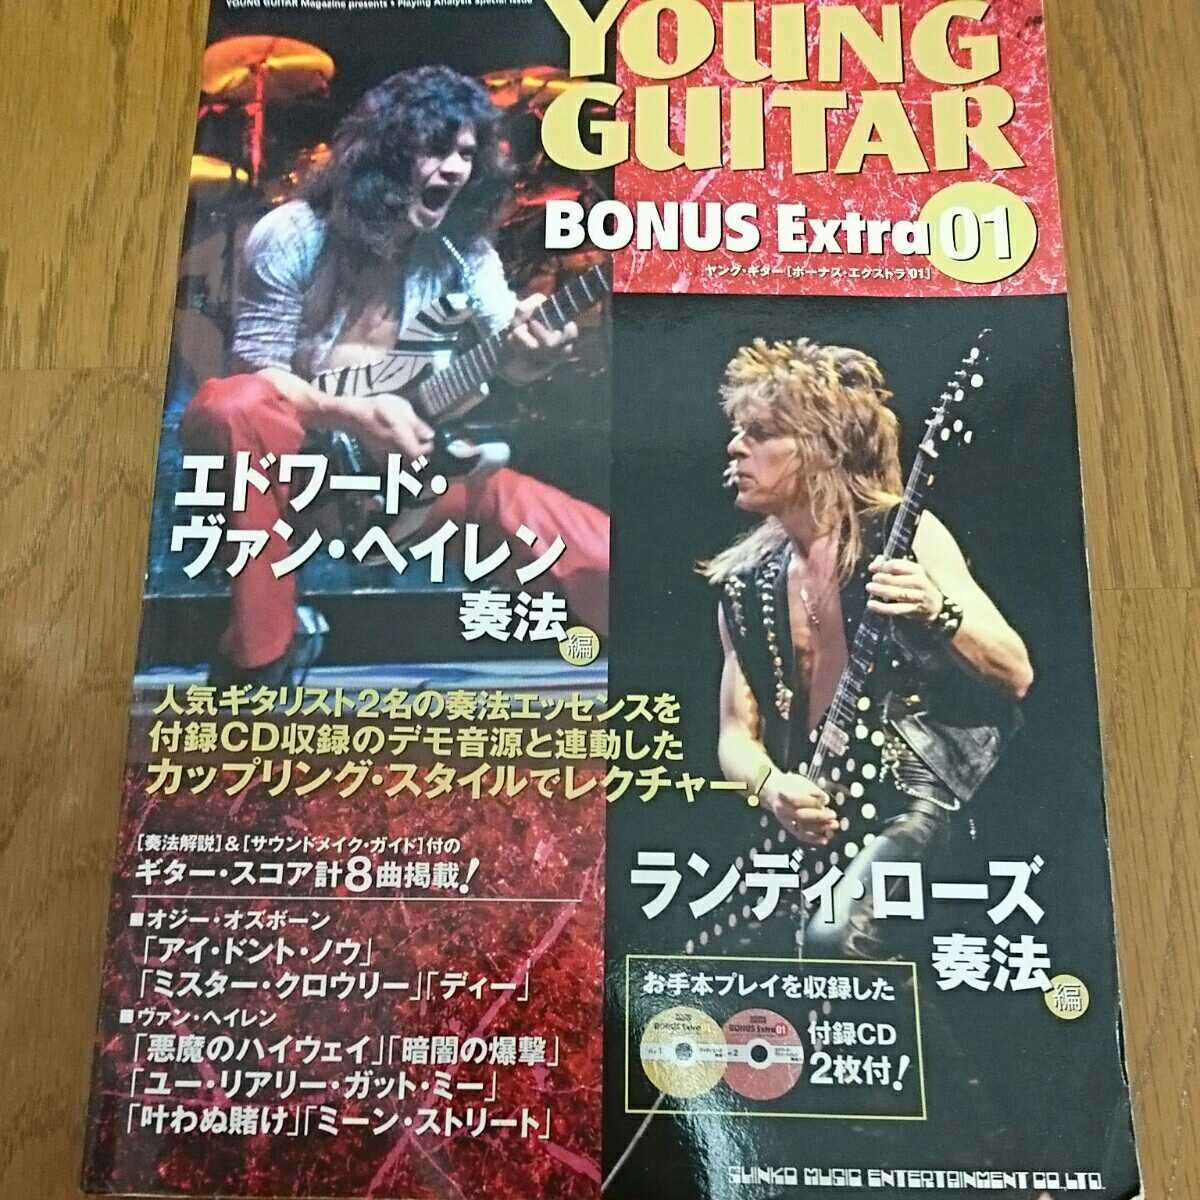 YOUNG GUITAR Magazine presents • Playing Analysis special issue
YOUNG
GUITAR
BONUS Extra 01
ヤング・ギター［ボーナス・エクストラ 01］
エドワード・
ヴァン・ヘイレン
奏法編
人気ギタリスト2名の奏法エッセンスを
付録CD収録のデモ音源と連動した
カップリング・スタイルでレクチャー!
［奏法解説］&［サウンドメイク・ガイド］付の
ギター・スコア計8曲掲載!
■オジー・オズボーン
「アイ・ドント・ノウ」
「ミスター・クロウリー」「ディー」
■ヴァン・ヘイレン
「悪魔のハイウェイ」「暗闇の爆撃」
「ユー・リアリー・ガット・ミー」
「叶わぬ賭け」「ミーン・ストリート」
ランディ・ローズ
奏法編
お手本プレイを収録した
付録CD
2枚付!
BONUS Extra
BONUS Extra 01
SHINKO MUSIC ENTERTAINMENT CO.,LTD.